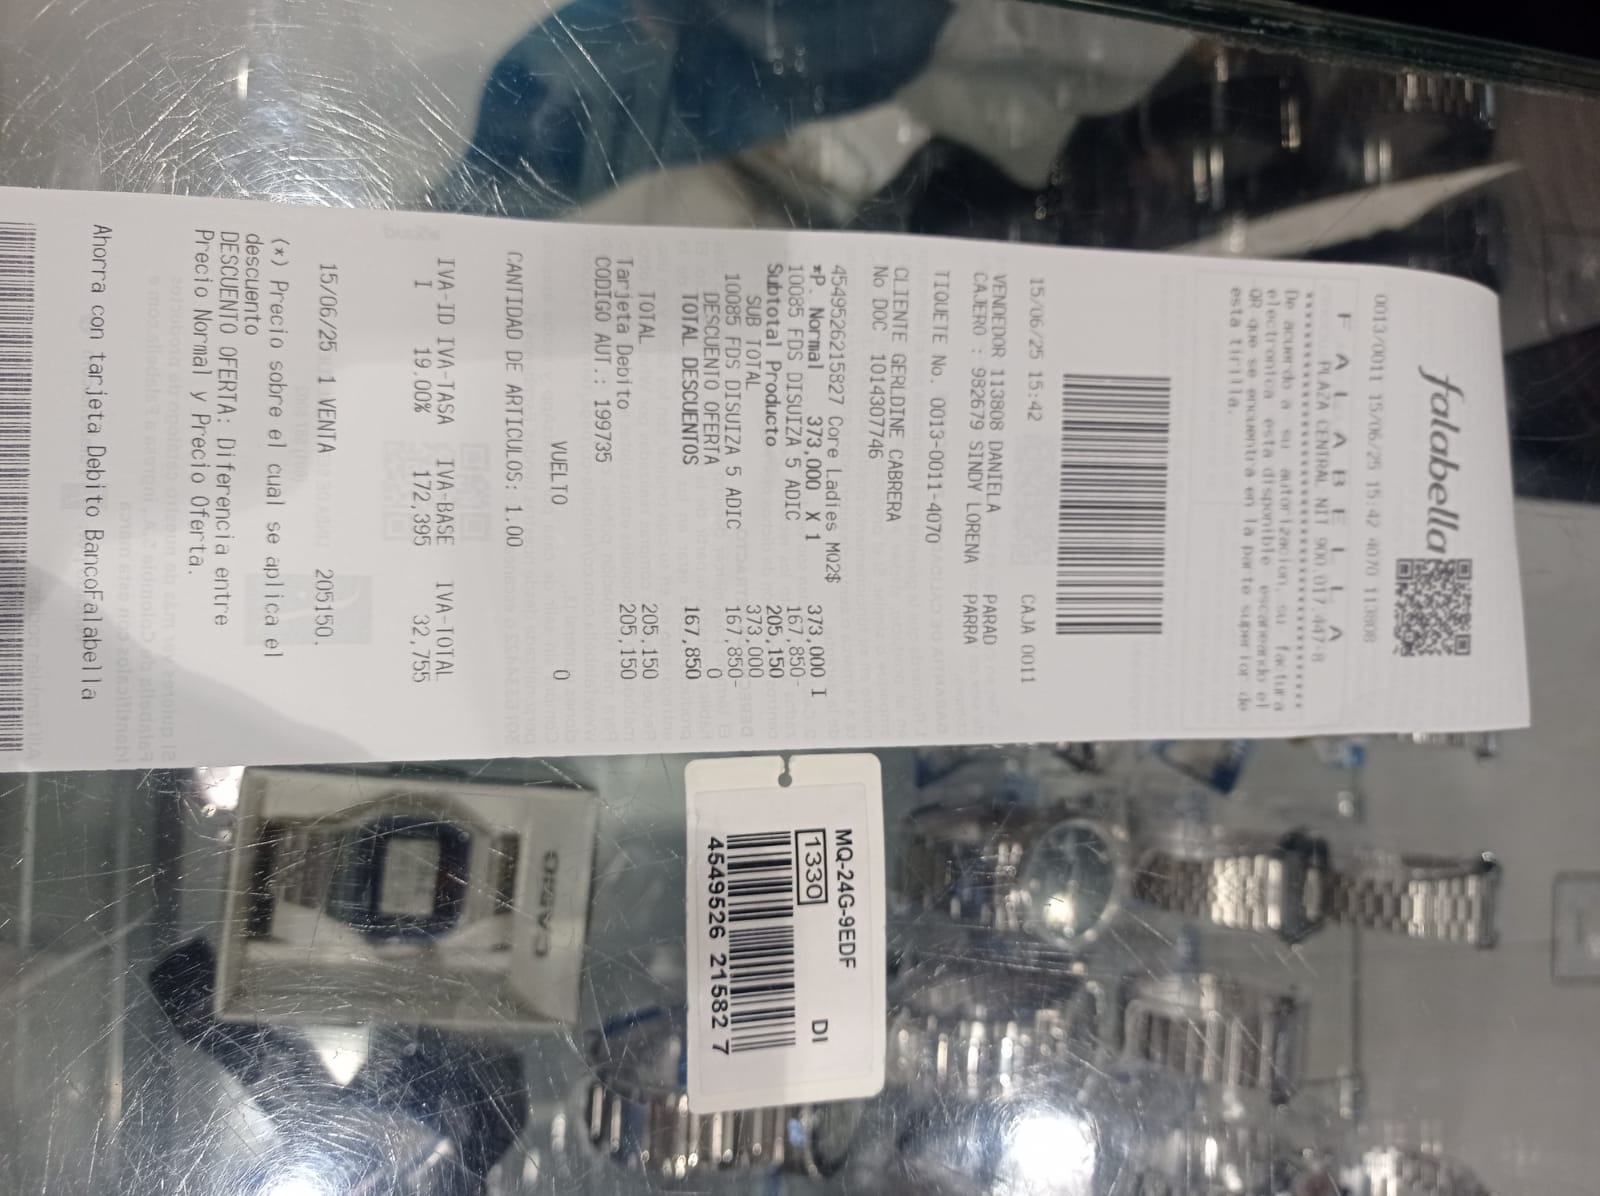 falabella
0013/0011 15/06/25 15:42 4070 113808
F A L A B E L L A
PLAZA CENTRAL NIT 900.017.447-8
De acuerdo a su autorizacion, su factura
electronica esta disponible escaneando el
QR que se encuentra en la parte superior de
esta tirilla.
15/06/25 15:42 CAJA 0011
VENDEDOR 113808 DANIELA PARAD
CAJERO : 982679 SINDY LORENA PARRA
TIQUETE No. 0013-0011-4070
CLIENTE GERLDINE CABRERA
No DOC 1014307746
4549526215827 Core Ladies MQ2$
*P. Normal 373,000 X 1 373,000 I
10085 FDS DISUIZA 5 ADIC 167,850-
Subtotal Producto 205,150
SUB TOTAL 373,000
10085 FDS DISUIZA 5 ADIC 167,850-
DESCUENTO OFERTA 0
TOTAL DESCUENTOS 167,850
TOTAL 205,150
Tarjeta Debito 205,150
CODIGO AUT.: 199735
VUELTO 0
CANTIDAD DE ARTICULOS: 1.00
IVA-ID IVA-TASA IVA-BASE IVA-TOTAL
I 19.00% 172,395 32,755
15/06/25 1 VENTA 205150.
(*) Precio sobre el cual se aplica el
descuento
DESCUENTO OFERTA: Diferencia entre
Precio Normal y Precio Oferta.
Ahorra con tarjeta Debito BancoFalabella
MQ-24G-9EDF
1330 DI
4549526 21582 7
CASIO